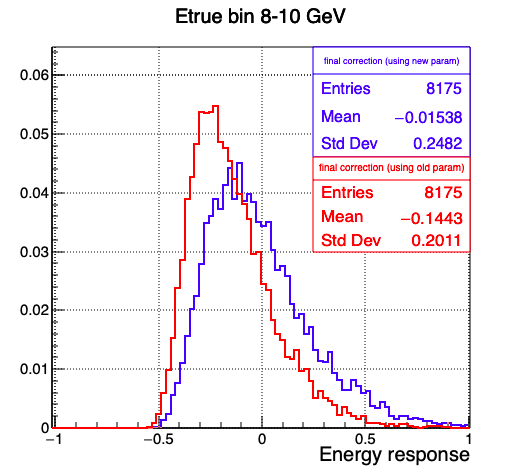 Etrue bin 8-10 GeV
final correction (using new param)
Entries 8175
Mean −0.01538
Std Dev 0.2482
final correction (using old param)
Entries 8175
Mean −0.1443
Std Dev 0.2011
0.06
0.05
0.04
0.03
0.02
0.01
0
−1 −0.5 0 0.5 1
Energy response